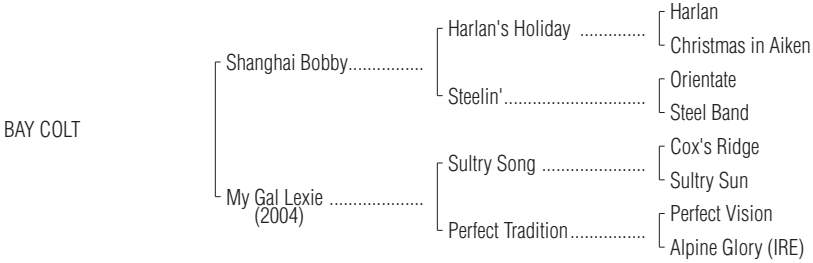 Harlan
Harlan's Holiday ..............
Christmas in Aiken
Shanghai Bobby................
Orientate
Steelin'..............................
Steel Band
BAY COLT
Cox's Ridge
Sultry Song ......................
Sultry Sun
My Gal Lexie ....................
(2004)
Perfect Vision
Perfect Tradition................
Alpine Glory (IRE)